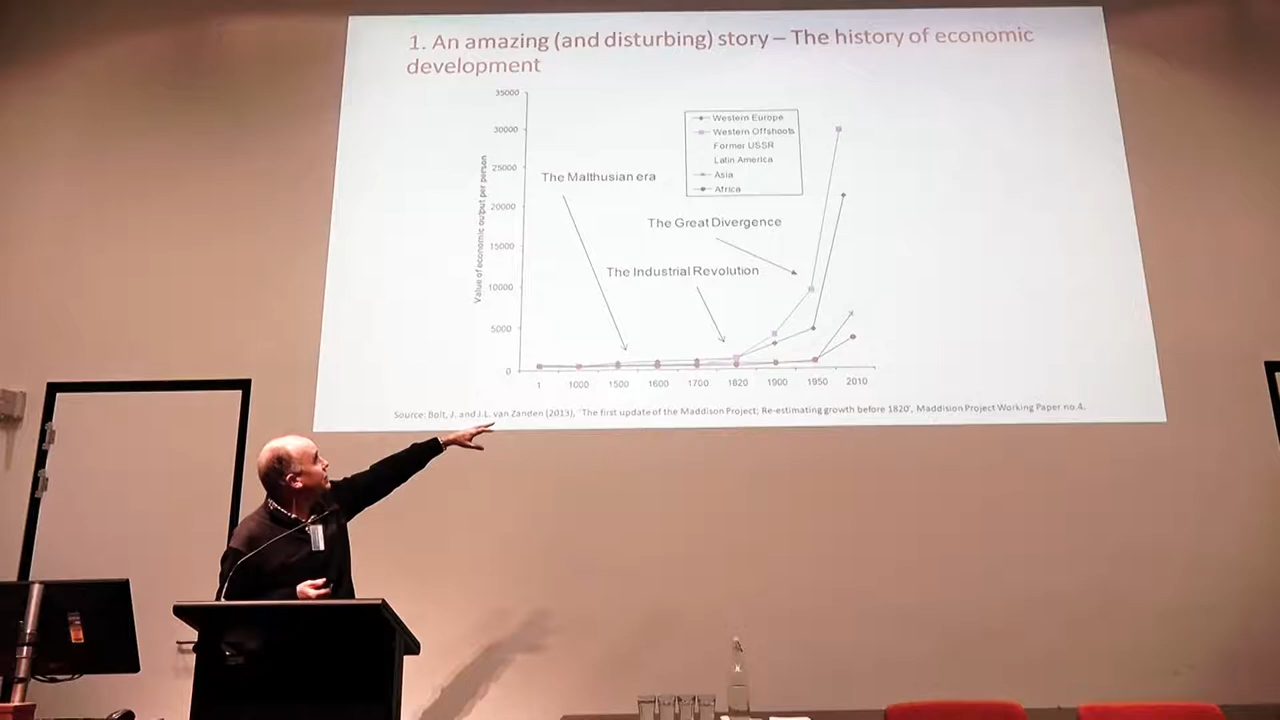 1. An amazing (and disturbing) story – The history of economic
development
35000
30000
25000
20000
15000
10000
5000
0
Value of economic output per person
Western Europe
Western Offshoots
Former USSR
Latin America
Asia
Africa
The Malthusian era
The Great Divergence
The Industrial Revolution
1 1000 1500 1600 1700 1820 1900 1950 2010
Source: Bolt, J. and J.L. van Zanden (2013), 'The first update of the Maddison Project; Re-estimating growth before 1820', Maddison Project Working Paper no.4.